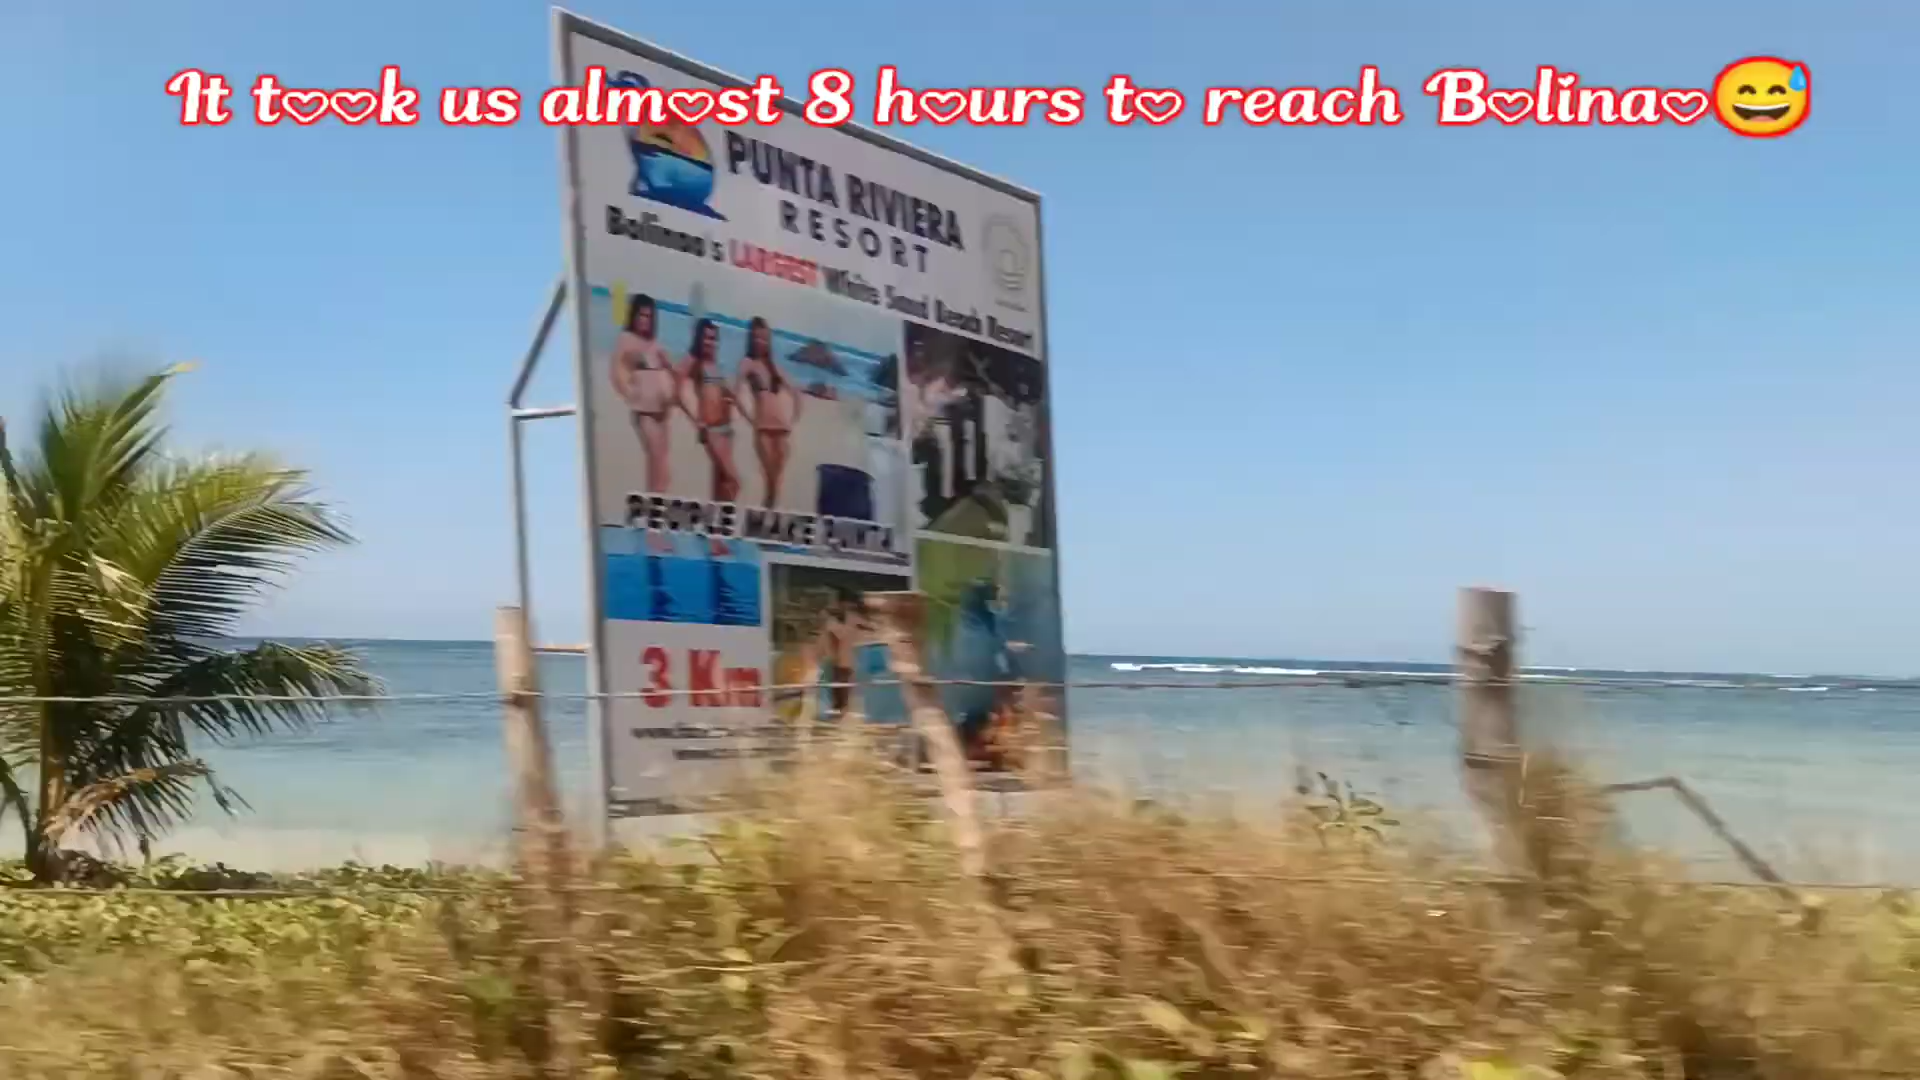 It took us almost 8 hours to reach Bolinao😅
PUNTA RIVIERA
RESORT
Bolinao's LARGEST White Sand Beach Resort
PEOPLE MAKE PUNTA
3 Km